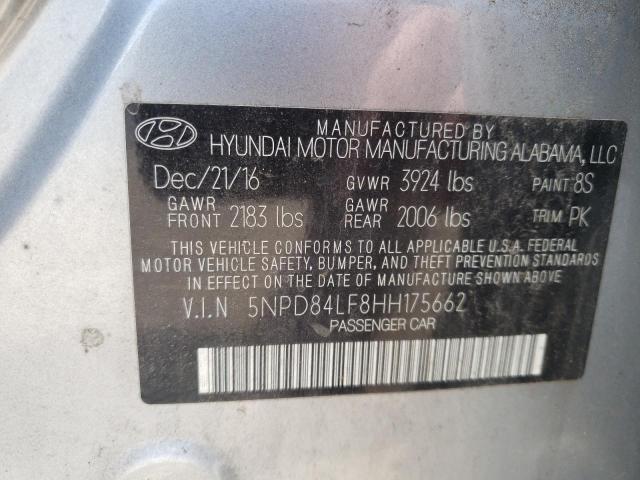 MANUFACTURED BY
HYUNDAI MOTOR MANUFACTURING ALABAMA, LLC
Dec/21/16 GVWR 3924 lbs PAINT 8S
GAWR FRONT 2183 lbs GAWR REAR 2006 lbs TRIM PK
THIS VEHICLE CONFORMS TO ALL APPLICABLE U.S.A. FEDERAL
MOTOR VEHICLE SAFETY, BUMPER, AND THEFT PREVENTION STANDARDS
IN EFFECT ON THE DATE OF MANUFACTURE SHOWN ABOVE.
V.I.N 5NPD84LF8HH175662
PASSENGER CAR